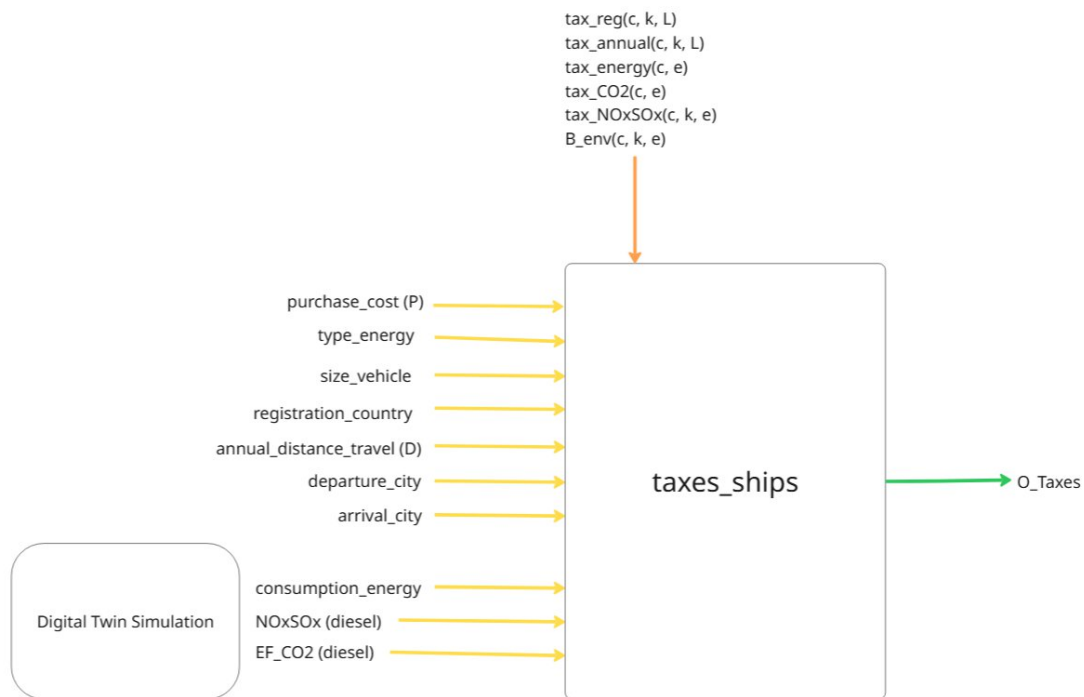 tax_reg(c, k, L)
tax_annual(c, k, L)
tax_energy(c, e)
tax_CO2(c, e)
tax_NOxSOx(c, k, e)
B_env(c, k, e)
purchase_cost (P)
type_energy
size_vehicle
registration_country
annual_distance_travel (D)
departure_city
arrival_city
taxes_ships
O_Taxes
Digital Twin Simulation
consumption_energy
NOxSOx (diesel)
EF_CO2 (diesel)